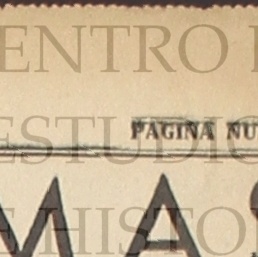 ENTRO
PAGINA NU
ESTUDIO
MAS
E HISTO